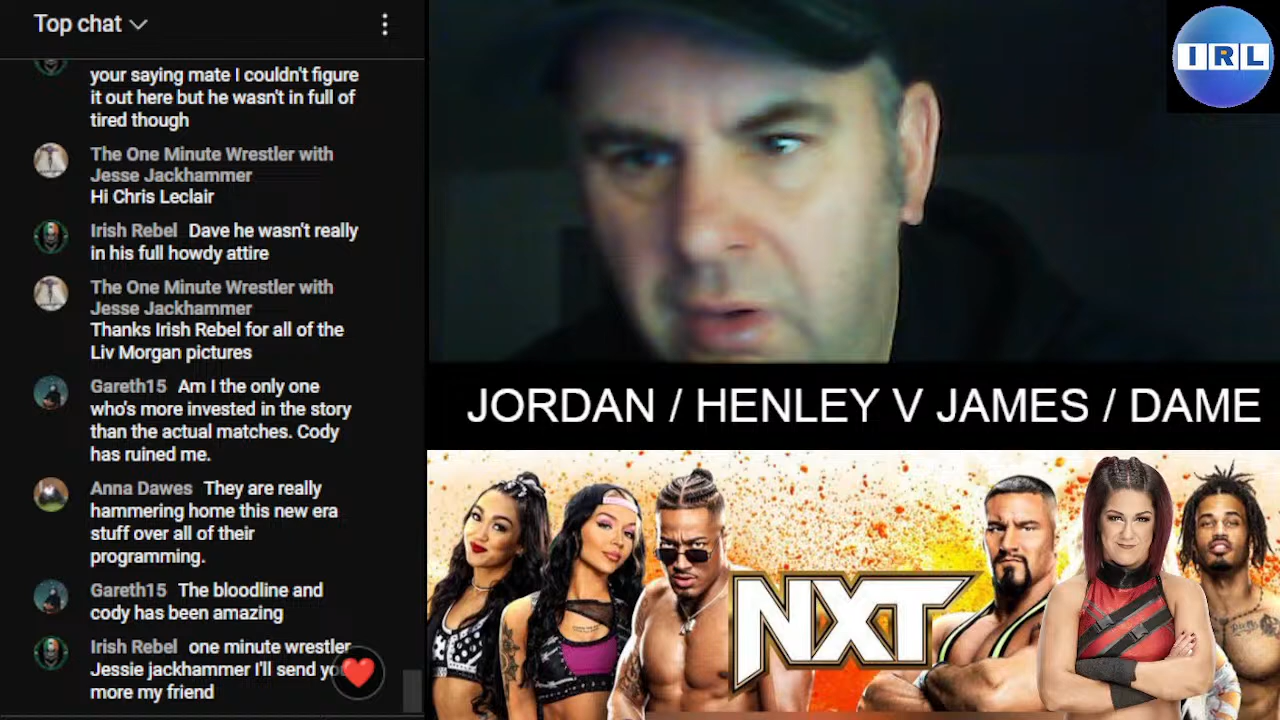 Top chat
your saying mate I couldn't figure
it out here but he wasn't in full of
tired though
The One Minute Wrestler with
Jesse Jackhammer
Hi Chris Leclair
Irish Rebel Dave he wasn't really
in his full howdy attire
The One Minute Wrestler with
Jesse Jackhammer
Thanks Irish Rebel for all of the
Liv Morgan pictures
Gareth15 Am I the only one
who's more invested in the story
than the actual matches. Cody
has ruined me.
Anna Dawes They are really
hammering home this new era
stuff over all of their
programming.
Gareth15 The bloodline and
cody has been amazing
Irish Rebel one minute wrestler
Jessie jackhammer I'll send you
more my friend
IRL
JORDAN / HENLEY V JAMES / DAME
NXT